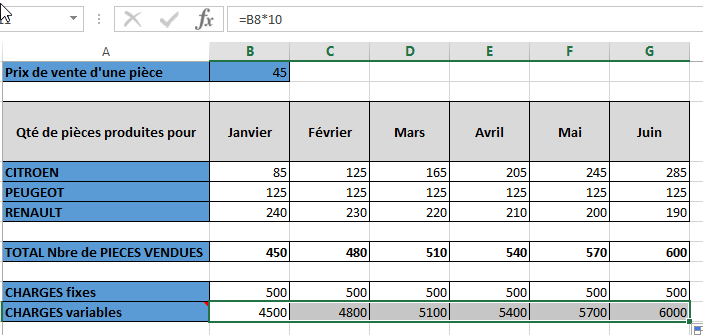 =B8*10
A B C D E F G
Prix de vente d'une pièce 45
Qté de pièces produites pour Janvier Février Mars Avril Mai Juin
CITROEN 85 125 165 205 245 285
PEUGEOT 125 125 125 125 125 125
RENAULT 240 230 220 210 200 190
TOTAL Nbre de PIECES VENDUES 450 480 510 540 570 600
CHARGES fixes 500 500 500 500 500 500
CHARGES variables 4500 4800 5100 5400 5700 6000